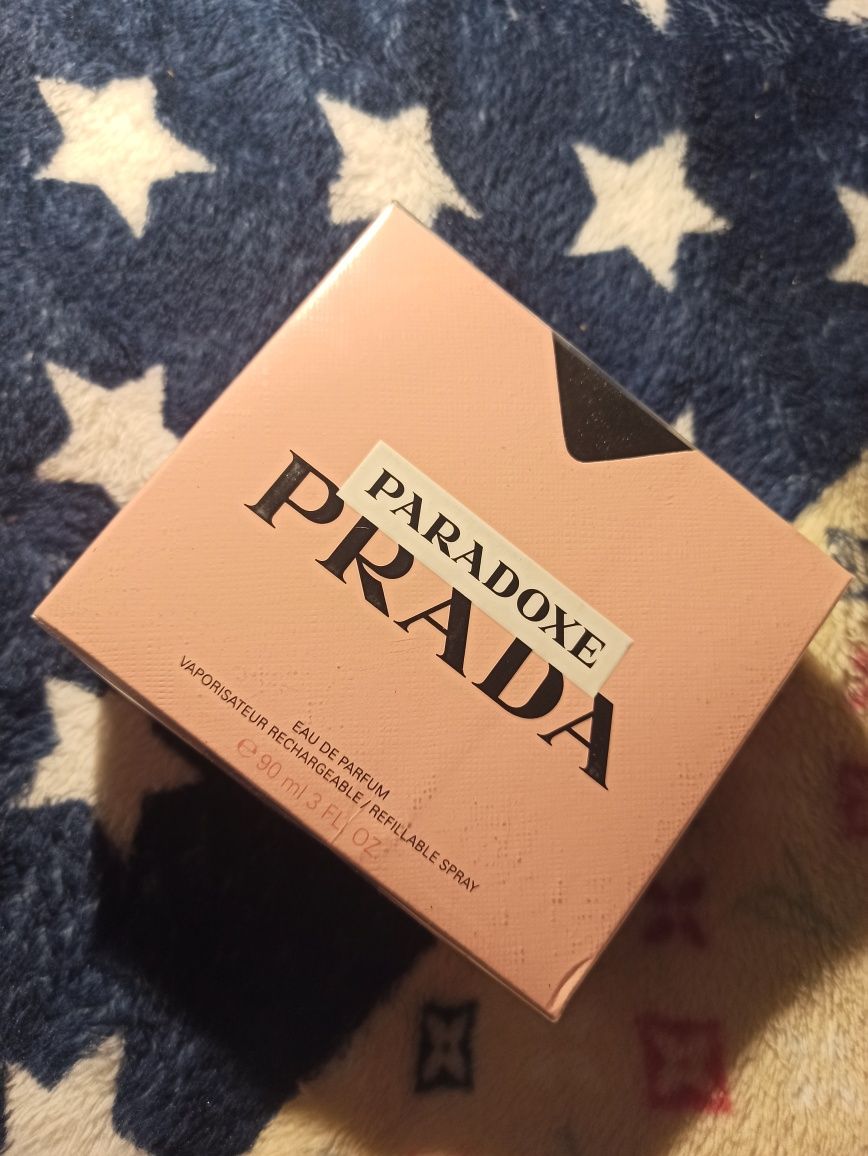 PARADOXE
PRADA
EAU DE PARFUM
VAPORISATEUR RECHARGEABLE / REFILLABLE SPRAY
℮ 90 ml 3 FL. OZ.